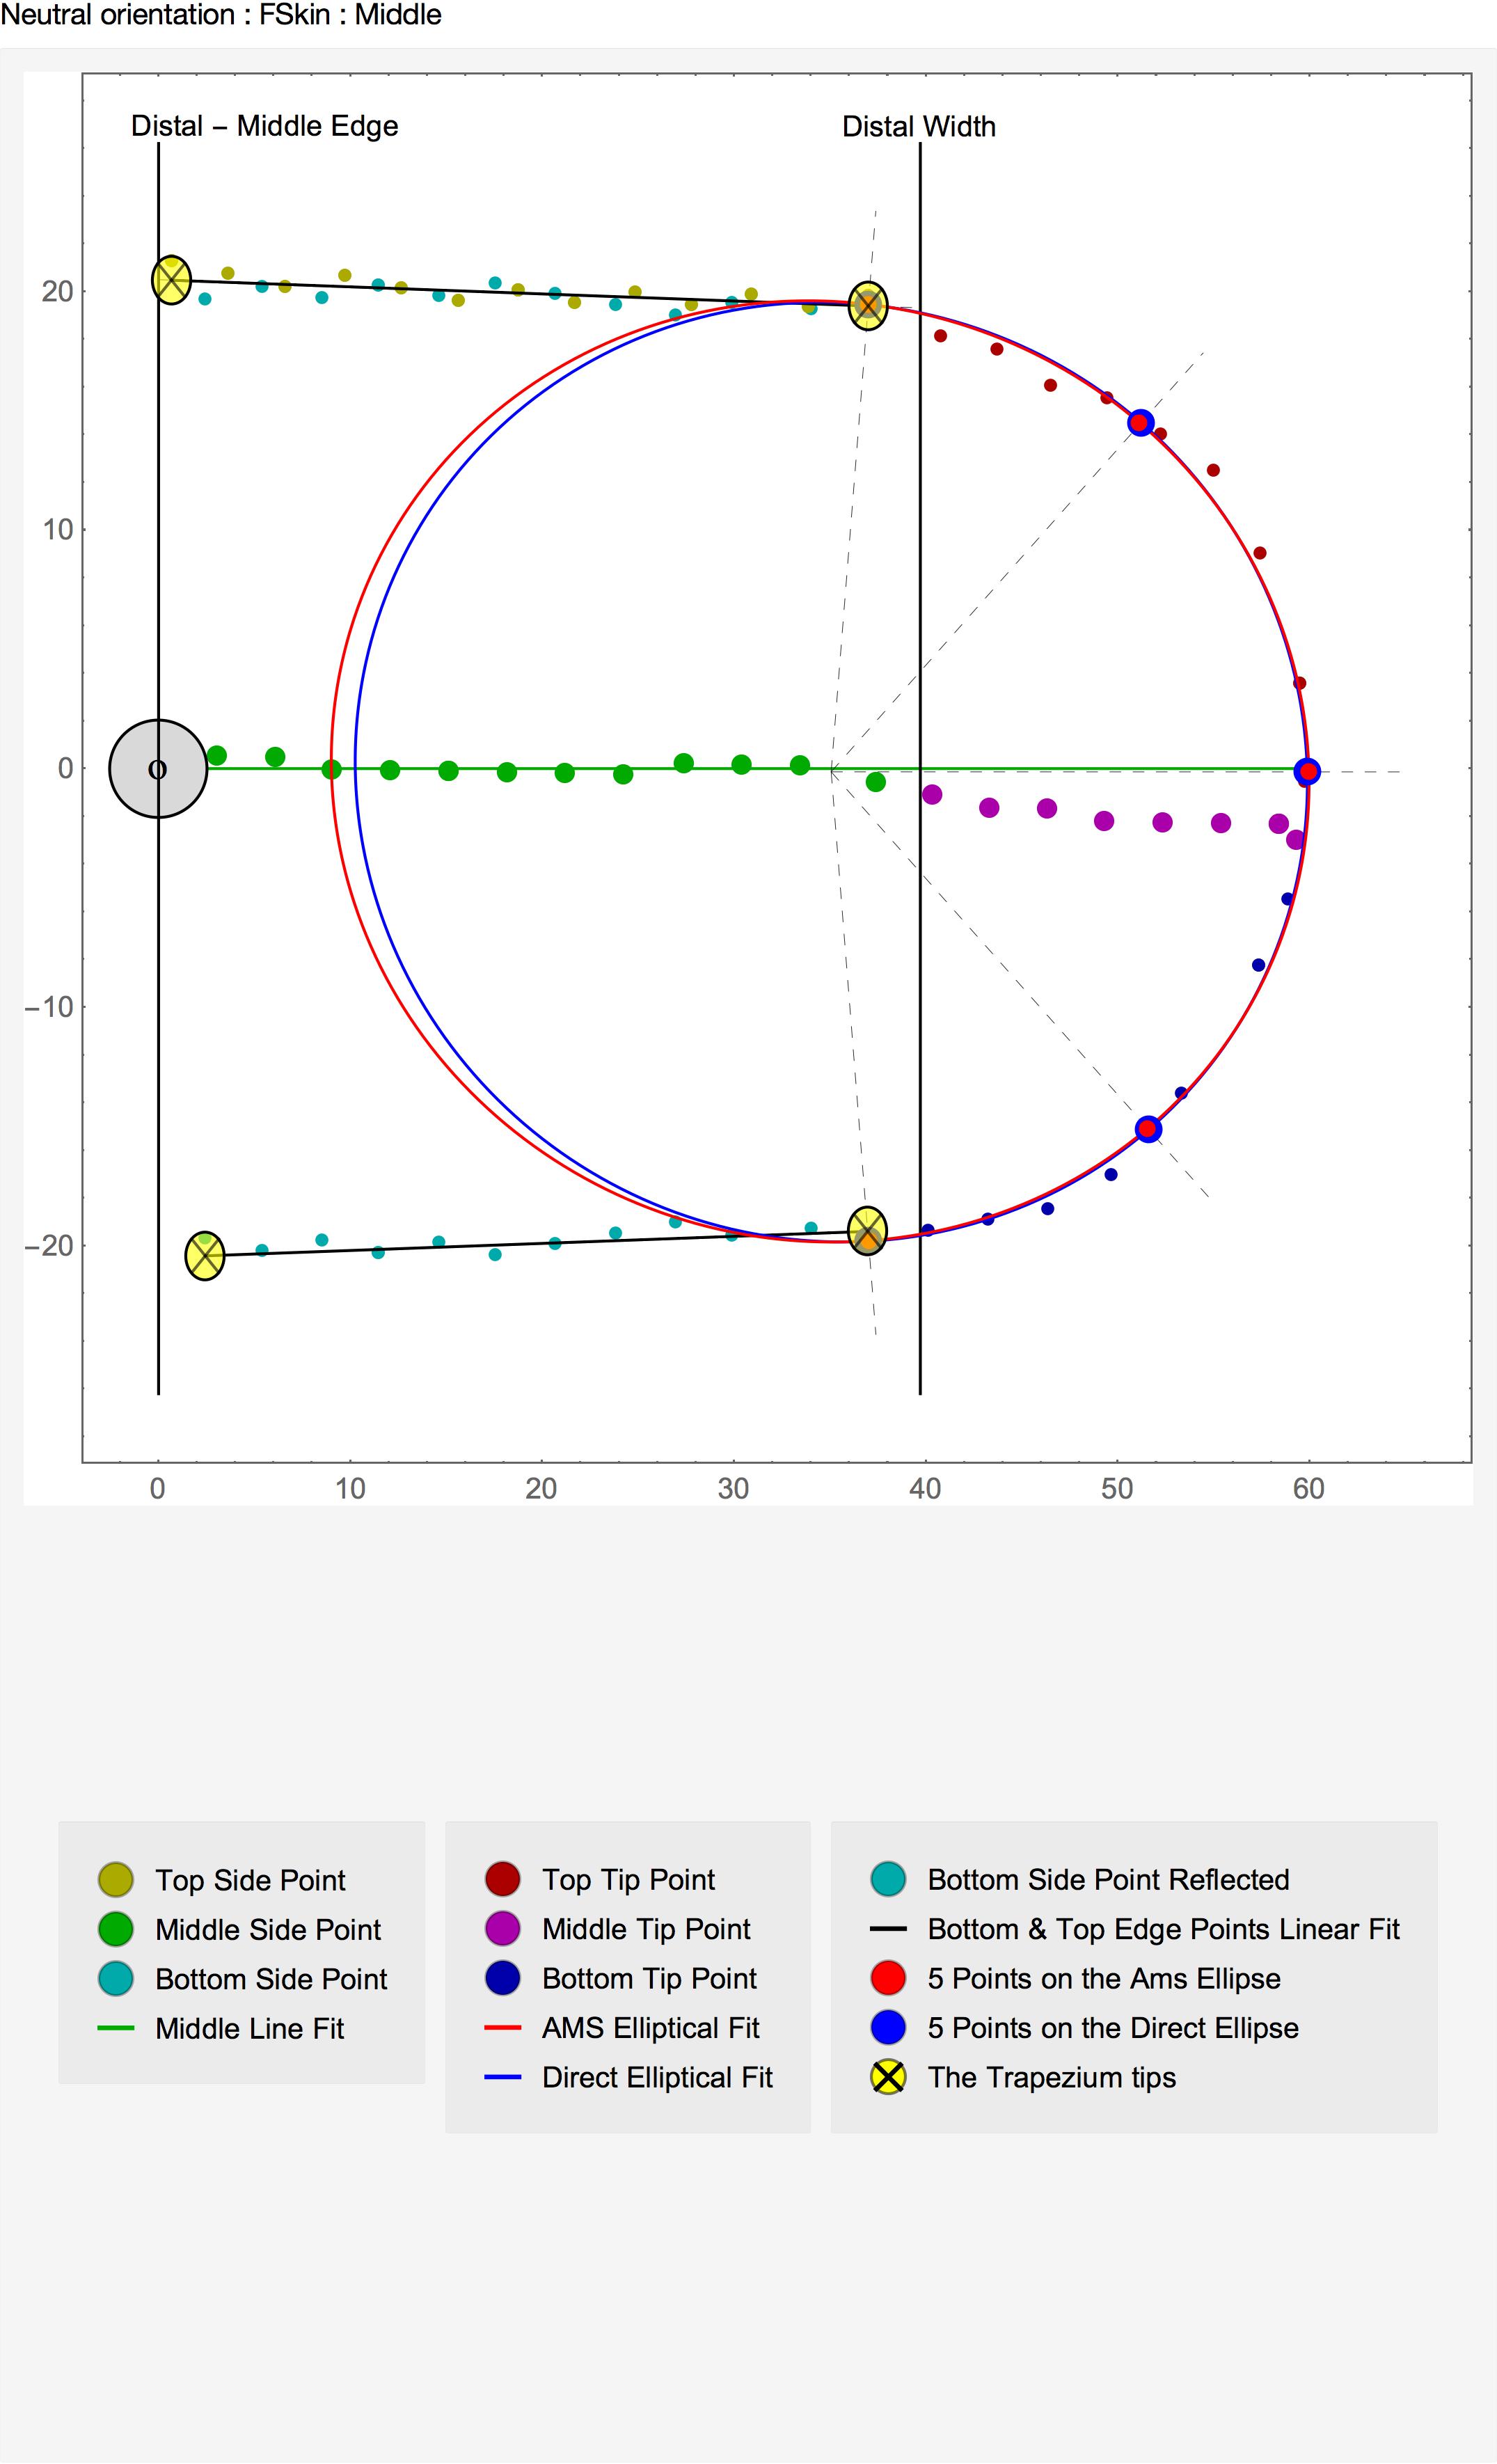 Neutral orientation : FSkin : Middle
Distal – Middle Edge
Distal Width
20
10
0
O
−10
−20
0 10 20 30 40 50 60
Top Side Point
Middle Side Point
Bottom Side Point
Middle Line Fit
Top Tip Point
Middle Tip Point
Bottom Tip Point
AMS Elliptical Fit
Direct Elliptical Fit
Bottom Side Point Reflected
Bottom & Top Edge Points Linear Fit
5 Points on the Ams Ellipse
5 Points on the Direct Ellipse
The Trapezium tips